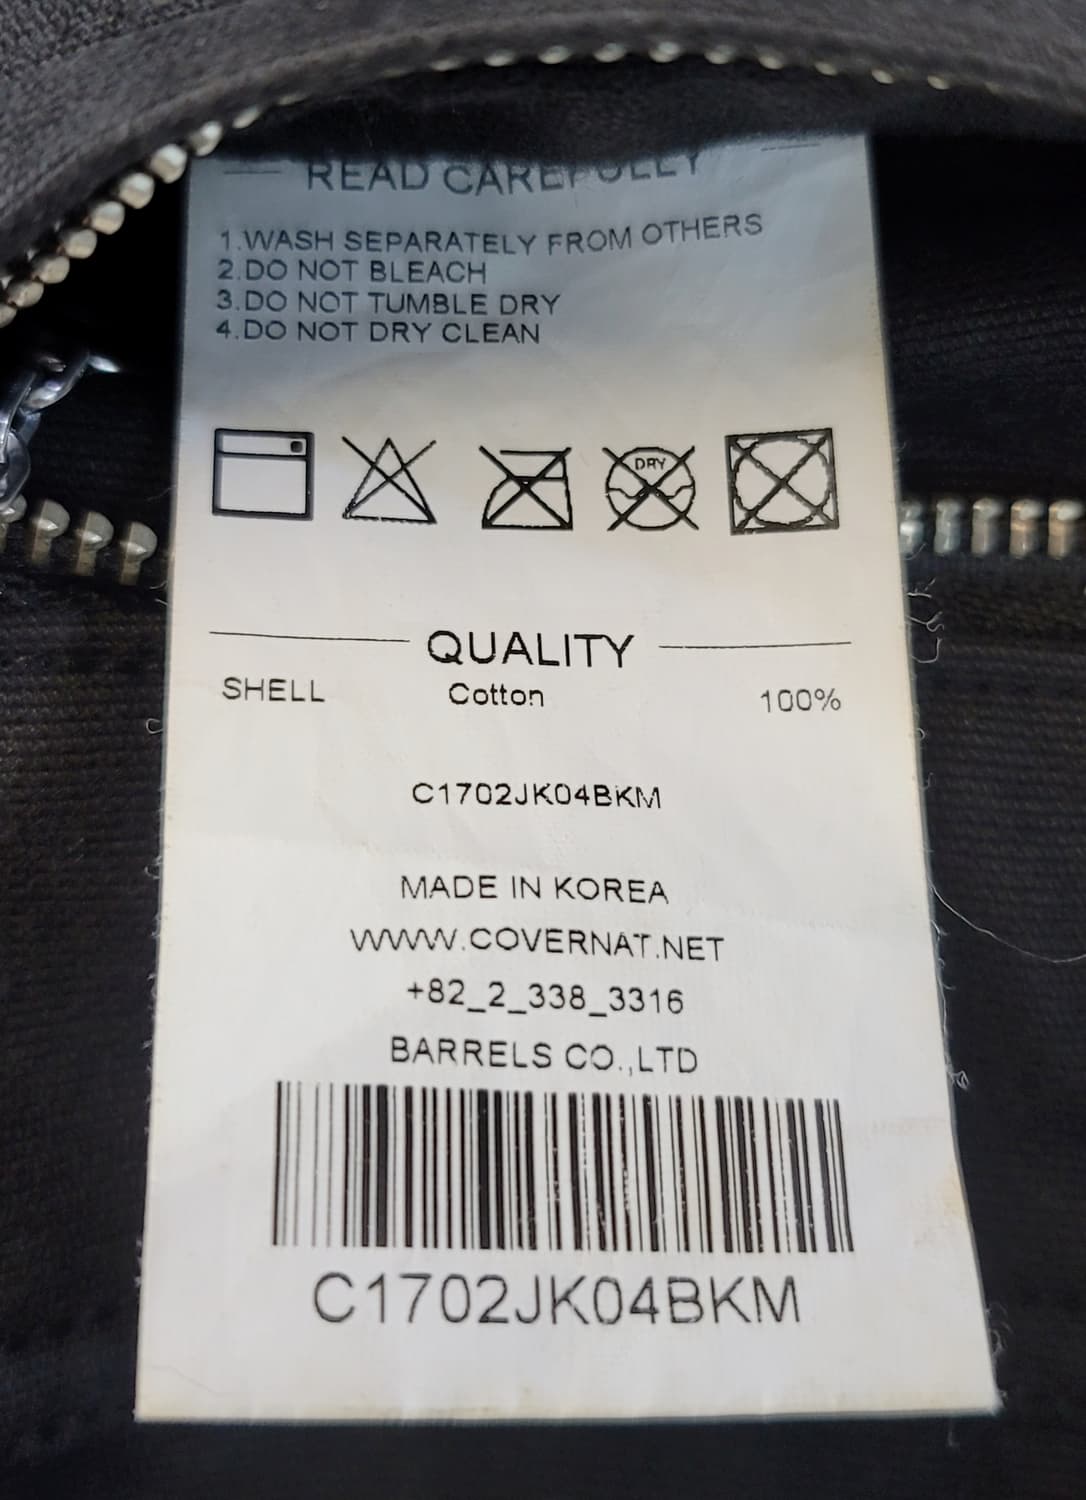 READ CAREFULLY
1.WASH SEPARATELY FROM OTHERS
2.DO NOT BLEACH
3.DO NOT TUMBLE DRY
4.DO NOT DRY CLEAN
DRY
QUALITY
SHELL Cotton 100%
C1702JK04BKM
MADE IN KOREA
WWW.COVERNAT.NET
+82_2_338_3316
BARRELS CO.,LTD
C1702JK04BKM